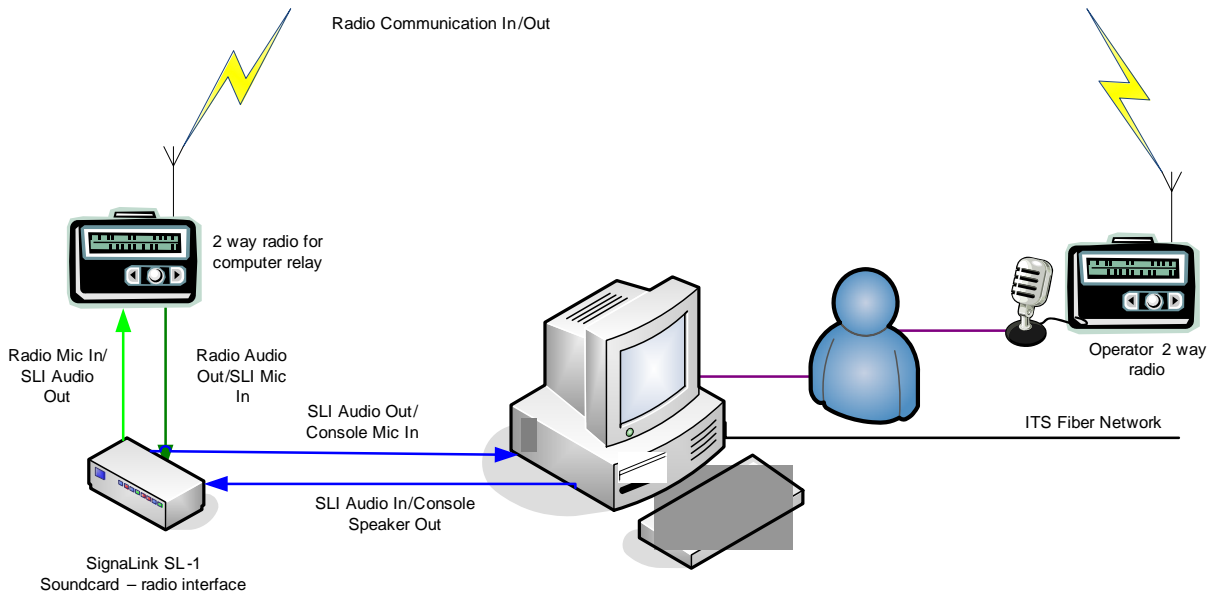 Radio Communication In/Out
2 way radio for
computer relay
Radio Mic In/
SLI Audio
Out
Radio Audio
Out/SLI Mic
In
SLI Audio Out/
Console Mic In
SLI Audio In/Console
Speaker Out
SignaLink SL-1
Soundcard – radio interface
Operator 2 way
radio
ITS Fiber Network